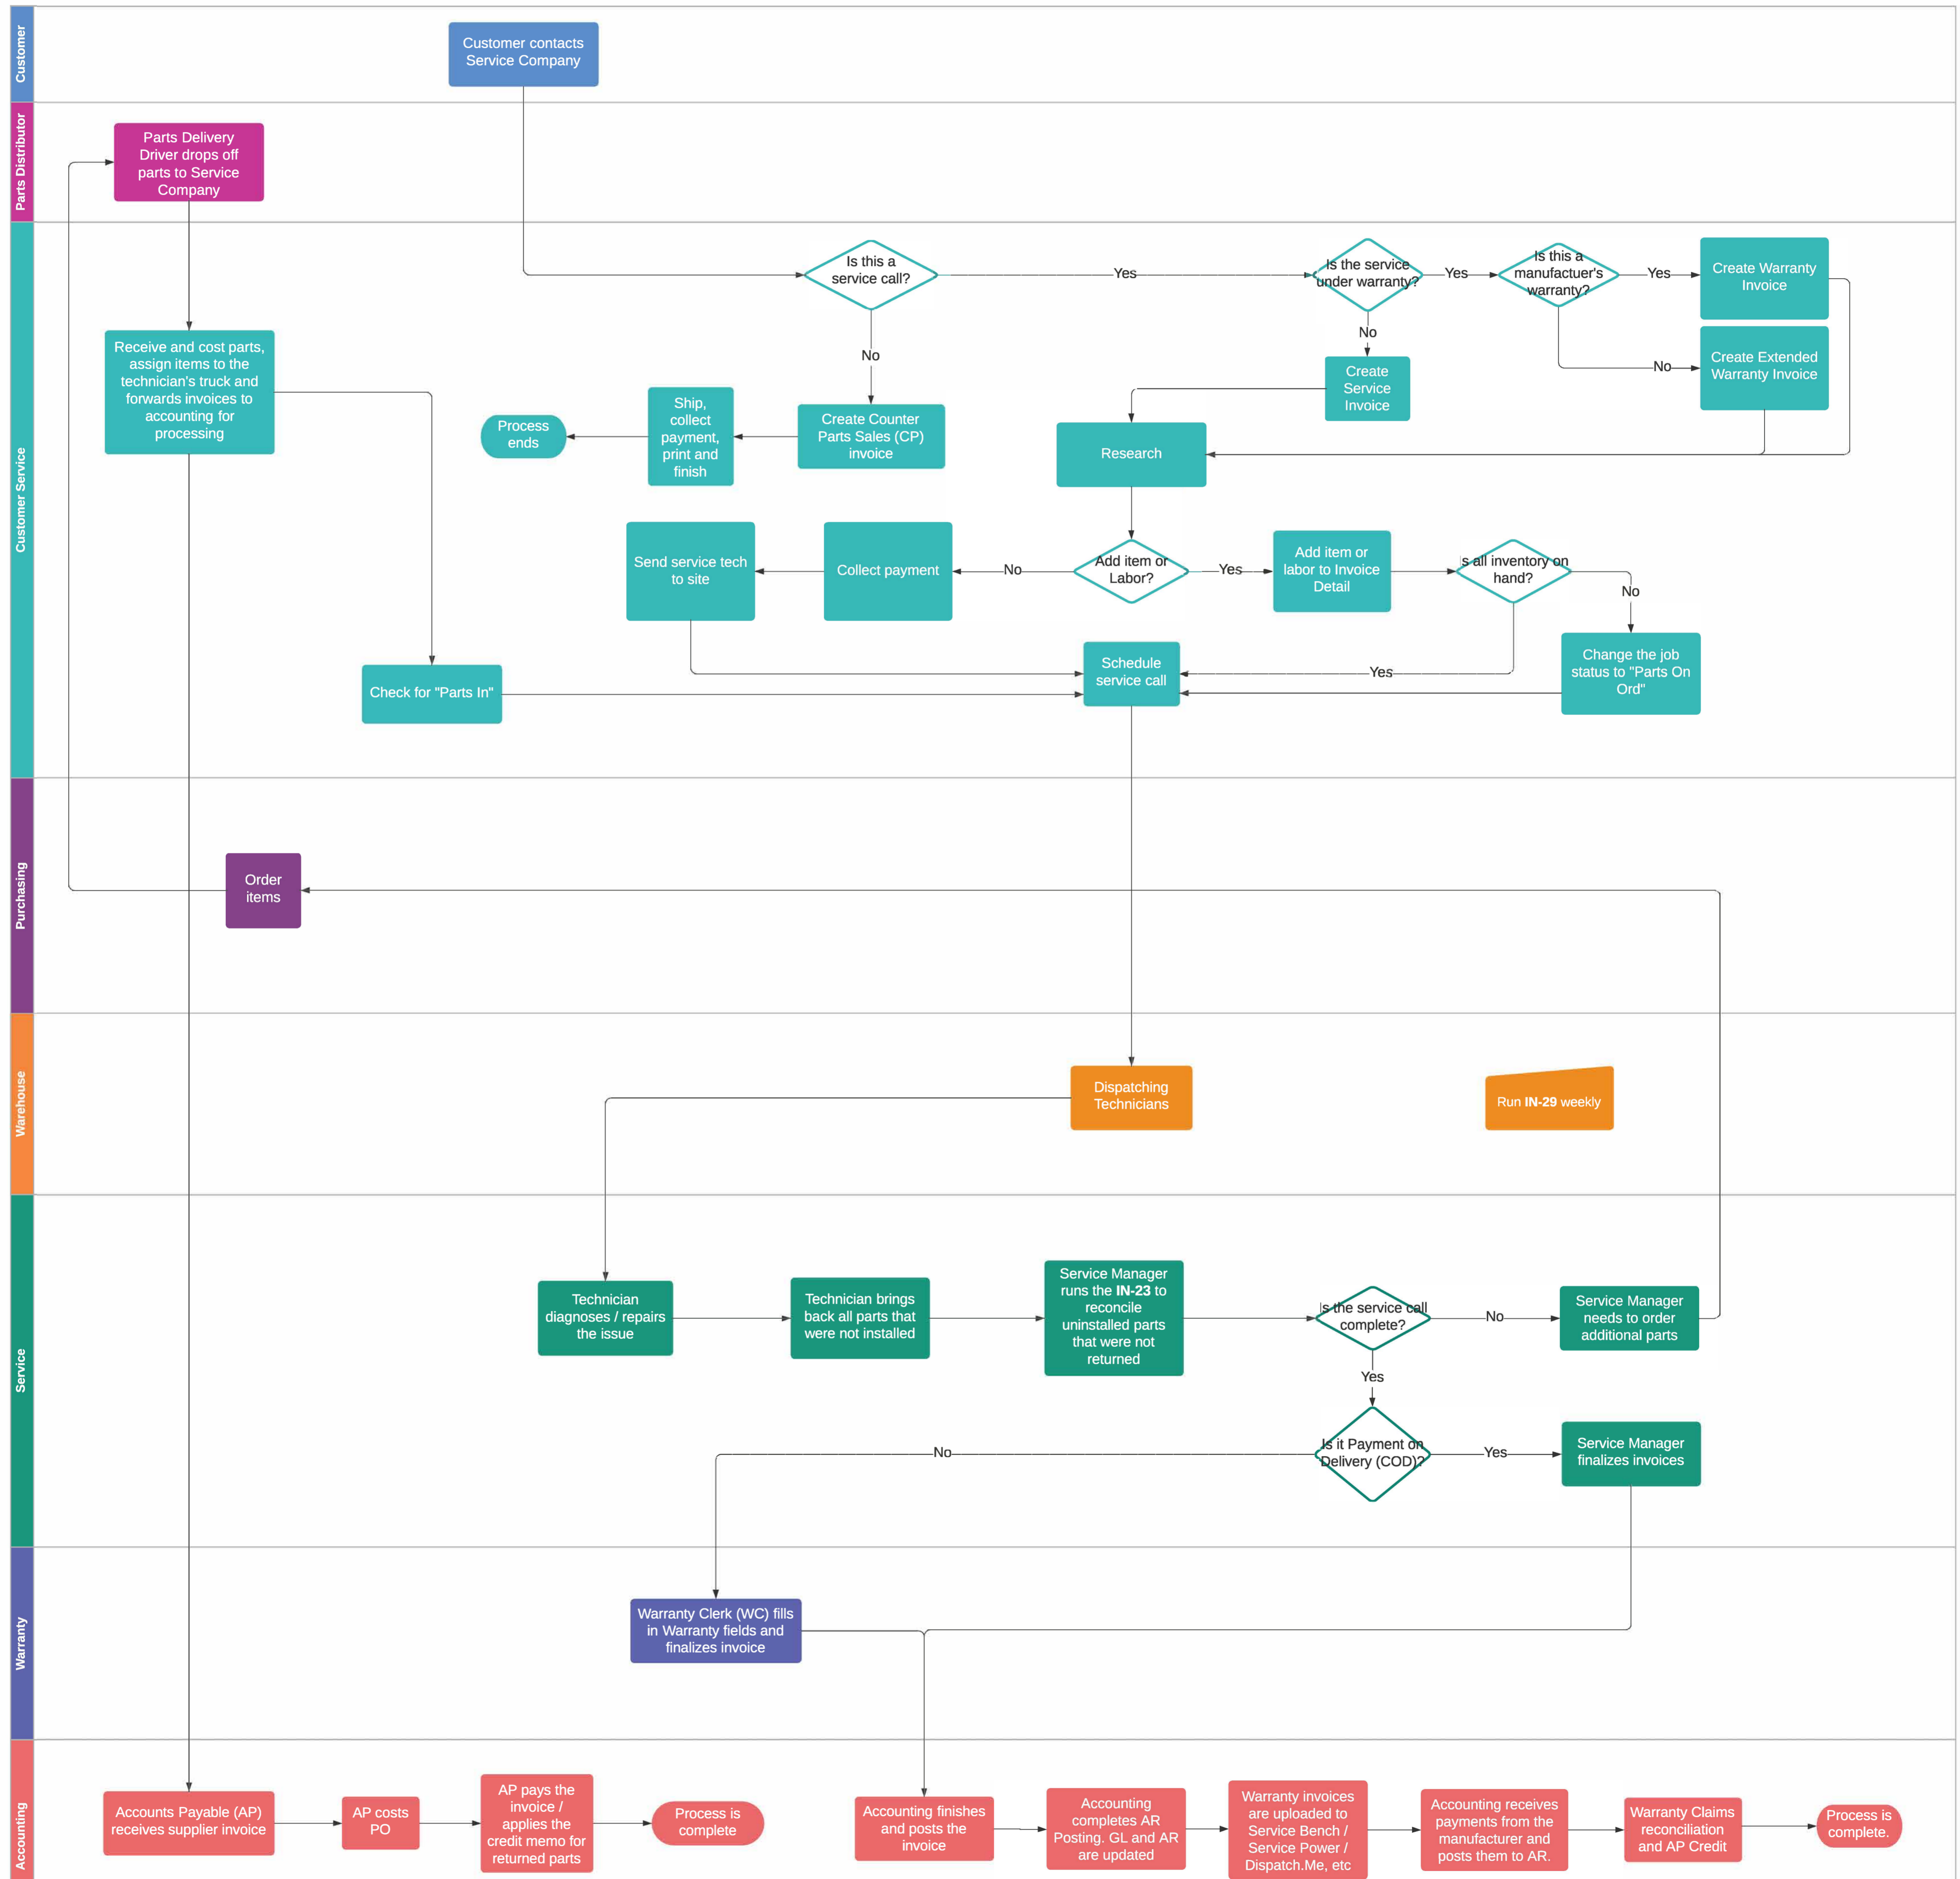 Customer
Customer contacts
Service Company
Parts Distributor
Parts Delivery
Driver drops off
parts to Service
Company
Customer Service
Is this a
service call?
Yes
Is the service
under warranty?
Yes
Is this a
manufactuer's
warranty?
Yes
Create Warranty
Invoice
No
Create Extended
Warranty Invoice
No
Create
Service
Invoice
No
Receive and cost parts,
assign items to the
technician's truck and
forwards invoices to
accounting for
processing
Process
ends
Ship,
collect
payment,
print and
finish
Create Counter
Parts Sales (CP)
invoice
Research
Send service tech
to site
Collect payment
No
Add item or
Labor?
Yes
Add item or
labor to Invoice
Detail
Is all inventory on
hand?
No
Check for "Parts In"
Schedule
service call
Yes
Change the job
status to "Parts On
Ord"
Purchasing
Order
items
Warehouse
Dispatching
Technicians
Run IN-29 weekly
Service
Technician
diagnoses / repairs
the issue
Technician brings
back all parts that
were not installed
Service Manager
runs the IN-23 to
reconcile
uninstalled parts
that were not
returned
Is the service call
complete?
No
Service Manager
needs to order
additional parts
Yes
No
Is it Payment on
Delivery (COD)?
Yes
Service Manager
finalizes invoices
Warranty
Warranty Clerk (WC) fills
in Warranty fields and
finalizes invoice
Accounting
Accounts Payable (AP)
receives supplier invoice
AP costs
PO
AP pays the
invoice /
applies the
credit memo for
returned parts
Process is
complete
Accounting finishes
and posts the
invoice
Accounting
completes AR
Posting. GL and AR
are updated
Warranty invoices
are uploaded to
Service Bench /
Service Power /
Dispatch.Me, etc
Accounting receives
payments from the
manufacturer and
posts them to AR.
Warranty Claims
reconciliation
and AP Credit
Process is
complete.